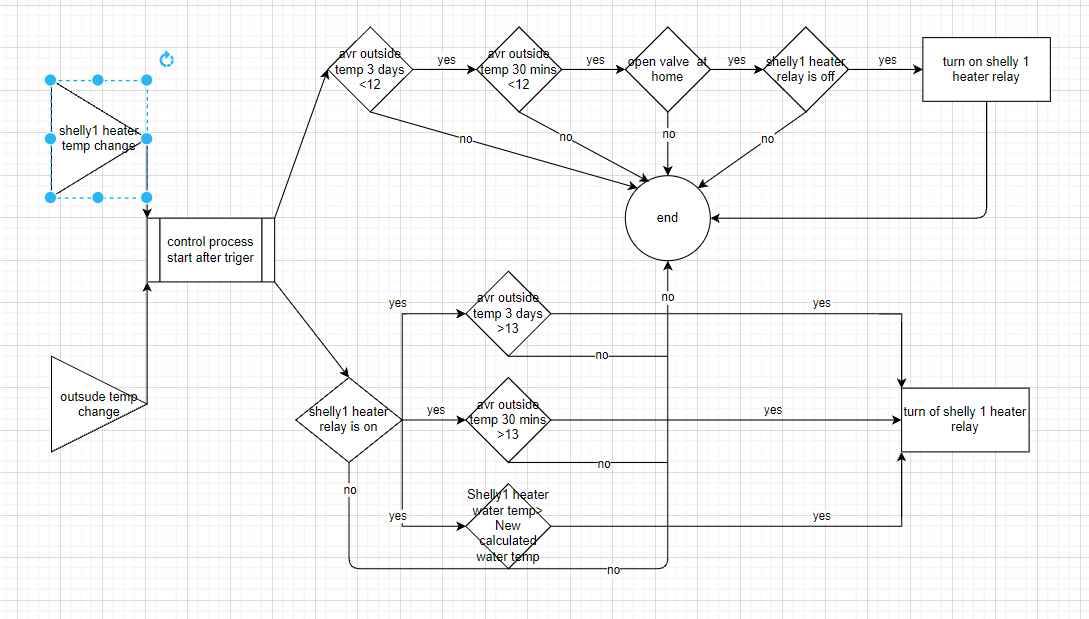 avr outside
temp 3 days
<12
yes
avr outside
temp 30 mins
<12
yes
open valve at
home
yes
shelly1 heater
relay is off
yes
turn on shelly 1
heater relay
shelly1 heater
temp change
no
no
no
no
end
control process
start after triger
yes
avr outside
temp 3 days
>13
no
yes
no
outsude temp
change
shelly1 heater
relay is on
yes
avr outside
temp 30 mins
>13
yes
turn of shelly 1 heater
relay
no
no
yes
Shelly1 heater
water temp>
New
calculated
water temp
yes
no